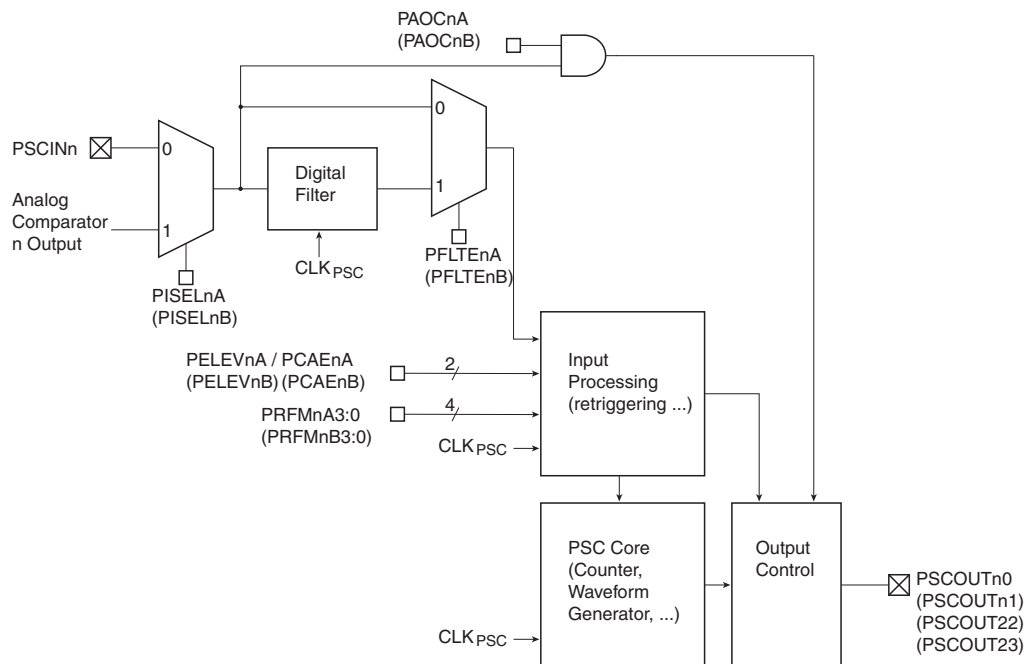 PAOCnA
(PAOCnB)
0
PSCINn
0
Digital
Filter
1
Analog
Comparator
n Output
1
CLK PSC
PFLTEnA
(PFLTEnB)
PISELnA
(PISELnB)
PELEVnA / PCAEnA
(PELEVnB) (PCAEnB)
2
Input
Processing
(retriggering ...)
PRFMnA3:0
(PRFMnB3:0)
4
CLK PSC
PSC Core
(Counter,
Waveform
Generator, ...)
Output
Control
PSCOUTn0
(PSCOUTn1)
(PSCOUT22)
(PSCOUT23)
CLK PSC